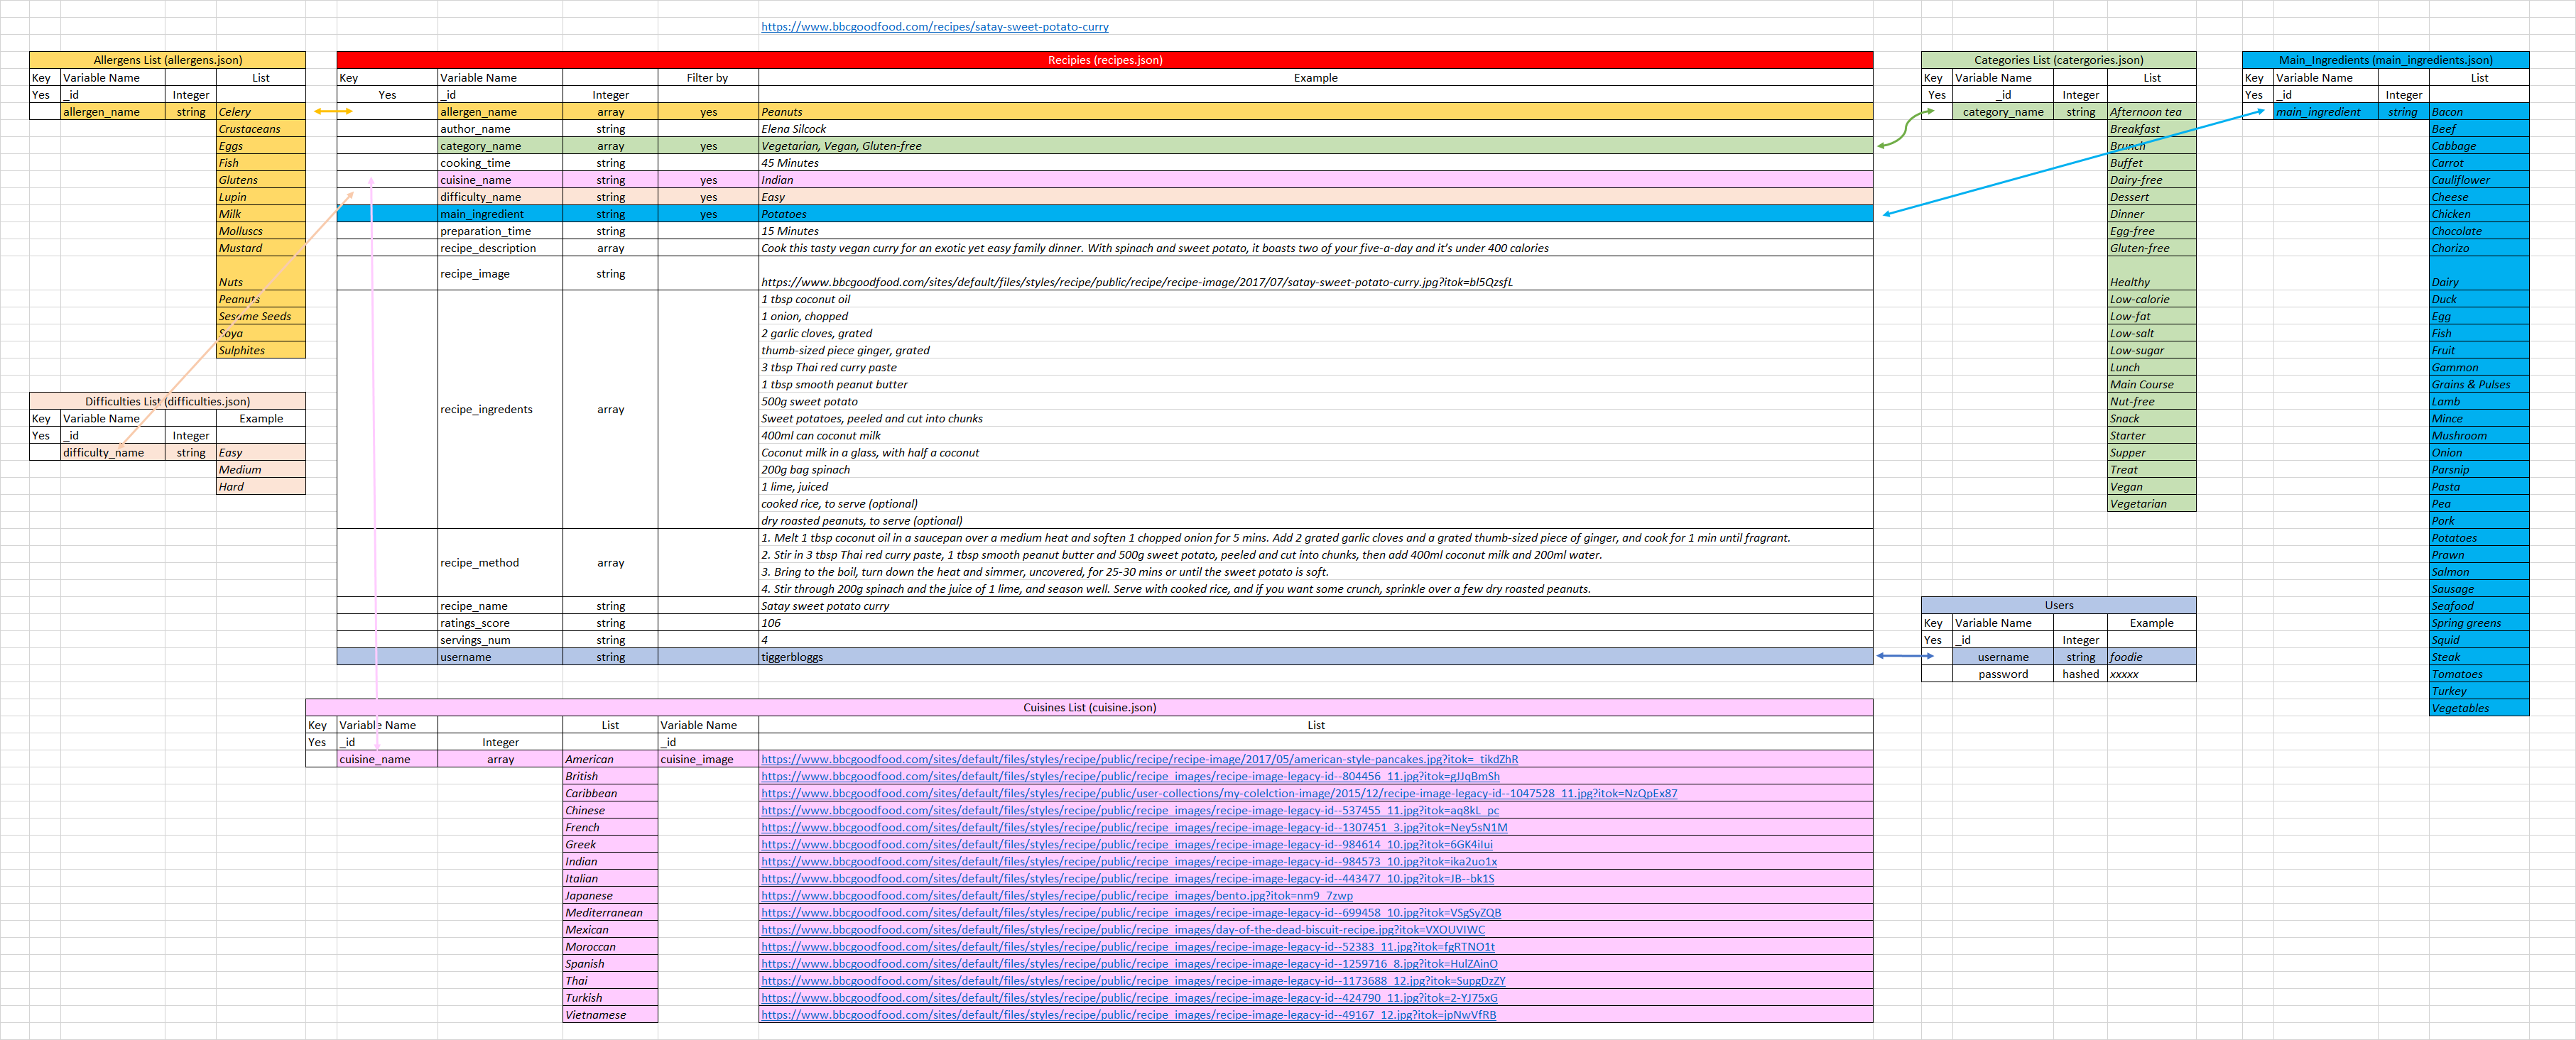 https://www.bbcgoodfood.com/recipes/satay-sweet-potato-curry
Allergens List (allergens.json)
Key Variable Name List
Yes _id Integer
allergen_name string Celery
Crustaceans
Eggs
Fish
Glutens
Lupin
Milk
Molluscs
Mustard
Nuts
Peanuts
Sesame Seeds
Soya
Sulphites
Difficulties List (difficulties.json)
Key Variable Name Example
Yes _id Integer
difficulty_name string Easy
Medium
Hard
Recipies (recipes.json)
Key Variable Name Filter by Example
Yes _id Integer
allergen_name array yes Peanuts
author_name string Elena Silcock
category_name array yes Vegetarian, Vegan, Gluten-free
cooking_time string 45 Minutes
cuisine_name string yes Indian
difficulty_name string yes Easy
main_ingredient string yes Potatoes
preparation_time string 15 Minutes
recipe_description array Cook this tasty vegan curry for an exotic yet easy family dinner. With spinach and sweet potato, it boasts two of your five-a-day and it's under 400 calories
recipe_image string https://www.bbcgoodfood.com/sites/default/files/styles/recipe/public/recipe/recipe-image/2017/07/satay-sweet-potato-curry.jpg?itok=bl5QzsfL
recipe_ingredents array 1 tbsp coconut oil
1 onion, chopped
2 garlic cloves, grated
thumb-sized piece ginger, grated
3 tbsp Thai red curry paste
1 tbsp smooth peanut butter
500g sweet potato
Sweet potatoes, peeled and cut into chunks
400ml can coconut milk
Coconut milk in a glass, with half a coconut
200g bag spinach
1 lime, juiced
cooked rice, to serve (optional)
dry roasted peanuts, to serve (optional)
recipe_method array 1. Melt 1 tbsp coconut oil in a saucepan over a medium heat and soften 1 chopped onion for 5 mins. Add 2 grated garlic cloves and a grated thumb-sized piece of ginger, and cook for 1 min until fragrant.
2. Stir in 3 tbsp Thai red curry paste, 1 tbsp smooth peanut butter and 500g sweet potato, peeled and cut into chunks, then add 400ml coconut milk and 200ml water.
3. Bring to the boil, turn down the heat and simmer, uncovered, for 25-30 mins or until the sweet potato is soft.
4. Stir through 200g spinach and the juice of 1 lime, and season well. Serve with cooked rice, and if you want some crunch, sprinkle over a few dry roasted peanuts.
recipe_name string Satay sweet potato curry
ratings_score string 106
servings_num string 4
username string tiggerbloggs
Categories List (catergories.json)
Key Variable Name List
Yes _id Integer
category_name string Afternoon tea
Breakfast
Brunch
Buffet
Dairy-free
Dessert
Dinner
Egg-free
Gluten-free
Healthy
Low-calorie
Low-fat
Low-salt
Low-sugar
Lunch
Main Course
Nut-free
Snack
Starter
Supper
Treat
Vegan
Vegetarian
Users
Key Variable Name Example
Yes _id Integer
username string foodie
password hashed xxxxx
Main_Ingredients (main_ingredients.json)
Key Variable Name List
Yes _id Integer
main_ingredient string Bacon
Beef
Cabbage
Carrot
Cauliflower
Cheese
Chicken
Chocolate
Chorizo
Dairy
Duck
Egg
Fish
Fruit
Gammon
Grains & Pulses
Lamb
Mince
Mushroom
Onion
Parsnip
Pasta
Pea
Pork
Potatoes
Prawn
Salmon
Sausage
Seafood
Spring greens
Squid
Steak
Tomatoes
Turkey
Vegetables
Cuisines List (cuisine.json)
Key Variable Name List Variable Name List
Yes _id Integer _id
cuisine_name array American cuisine_image https://www.bbcgoodfood.com/sites/default/files/styles/recipe/public/recipe/recipe-image/2017/05/american-style-pancakes.jpg?itok=_tikdZhR
British https://www.bbcgoodfood.com/sites/default/files/styles/recipe/public/recipe_images/recipe-image-legacy-id--804456_11.jpg?itok=gJJqBmSh
Caribbean https://www.bbcgoodfood.com/sites/default/files/styles/recipe/public/user-collections/my-colelction-image/2015/12/recipe-image-legacy-id--1047528_11.jpg?itok=NzQpEx87
Chinese https://www.bbcgoodfood.com/sites/default/files/styles/recipe/public/recipe_images/recipe-image-legacy-id--537455_11.jpg?itok=aq8kL_pc
French https://www.bbcgoodfood.com/sites/default/files/styles/recipe/public/recipe_images/recipe-image-legacy-id--1307451_3.jpg?itok=Ney5sN1M
Greek https://www.bbcgoodfood.com/sites/default/files/styles/recipe/public/recipe_images/recipe-image-legacy-id--984614_10.jpg?itok=6GK4iIui
Indian https://www.bbcgoodfood.com/sites/default/files/styles/recipe/public/recipe_images/recipe-image-legacy-id--984573_10.jpg?itok=ika2uo1x
Italian https://www.bbcgoodfood.com/sites/default/files/styles/recipe/public/recipe_images/recipe-image-legacy-id--443477_10.jpg?itok=JB--bk1S
Japanese https://www.bbcgoodfood.com/sites/default/files/styles/recipe/public/recipe_images/bento.jpg?itok=nm9_7zwp
Mediterranean https://www.bbcgoodfood.com/sites/default/files/styles/recipe/public/recipe_images/recipe-image-legacy-id--699458_10.jpg?itok=VSgSyZQB
Mexican https://www.bbcgoodfood.com/sites/default/files/styles/recipe/public/recipe_images/day-of-the-dead-biscuit-recipe.jpg?itok=VXOUVIWC
Moroccan https://www.bbcgoodfood.com/sites/default/files/styles/recipe/public/recipe_images/recipe-image-legacy-id--52383_11.jpg?itok=fgRTNO1t
Spanish https://www.bbcgoodfood.com/sites/default/files/styles/recipe/public/recipe_images/recipe-image-legacy-id--1259716_8.jpg?itok=HulZAinO
Thai https://www.bbcgoodfood.com/sites/default/files/styles/recipe/public/recipe_images/recipe-image-legacy-id--1173688_12.jpg?itok=SupgDzZY
Turkish https://www.bbcgoodfood.com/sites/default/files/styles/recipe/public/recipe_images/recipe-image-legacy-id--424790_11.jpg?itok=2-YJ75xG
Vietnamese https://www.bbcgoodfood.com/sites/default/files/styles/recipe/public/recipe_images/recipe-image-legacy-id--49167_12.jpg?itok=jpNwVfRB